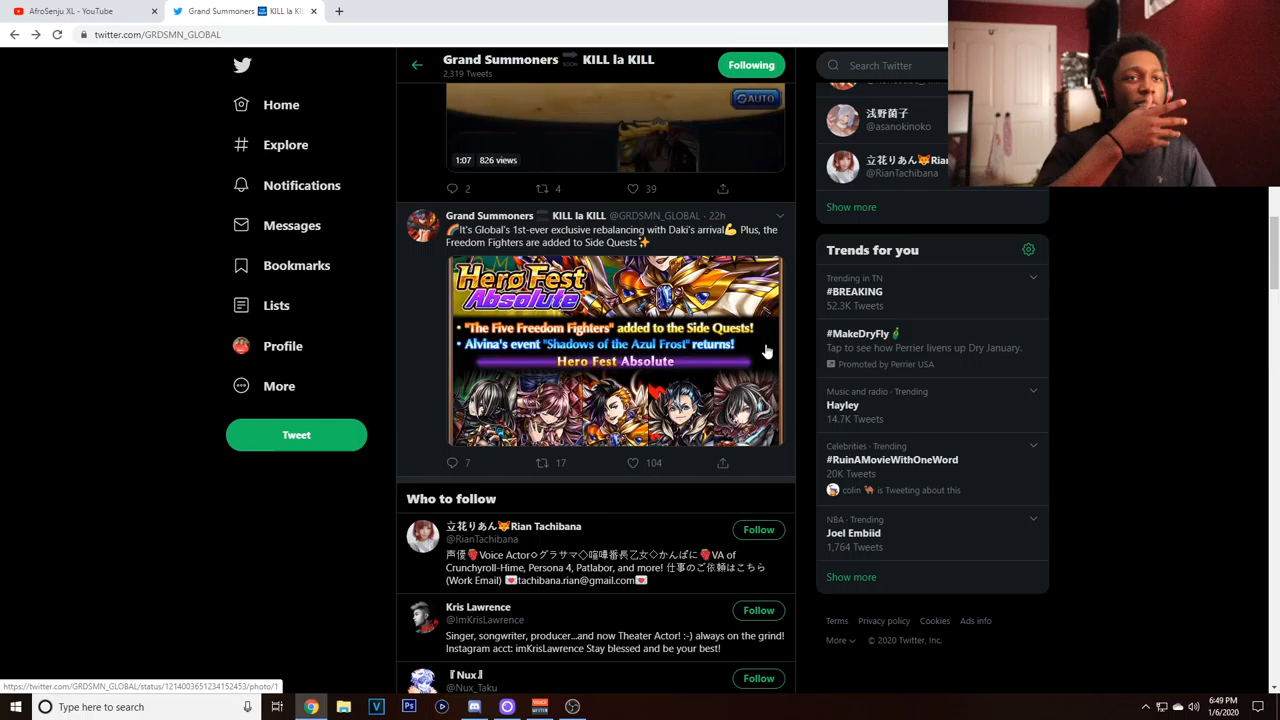 AfroSenju XL - YouTube
Grand Summoners
KILL la KIL
twitter.com/GRDSMN_GLOBAL
Home
Explore
Notifications
Messages
Bookmarks
Lists
Profile
More
Tweet
Grand Summoners SOON KILL la KILL
2,319 Tweets
Following
AUTO
1:07 826 views
2
4
39
Grand Summoners KILL la KILL @GRDSMN_GLOBAL · 22h
🌈It's Global's 1st-ever exclusive rebalancing with Daki's arrival💪 Plus, the
Freedom Fighters are added to Side Quests✨
Hero Fest
Absolute
• "The Five Freedom Fighters" added to the Side Quests!
• Alvina's event "Shadows of the Azul Frost" returns!
Hero Fest Absolute
7
17
104
Who to follow
立花りあん🦊Rian Tachibana
@RianTachibana
Follow
声優🌹Voice Actor◇グラサマ◇喧嘩番長乙女◇かんぱに🌹VA of
Crunchyroll-Hime, Persona 4, Patlabor, and more! 仕事のご依頼はこちら
(Work Email) 💌tachibana.rian@gmail.com💌
Kris Lawrence
@ImKrisLawrence
Follow
Singer, songwriter, producer...and now Theater Actor! :-) always on the grind!
Instagram acct: imKrisLawrence Stay blessed and be your best!
『Nux』
@Nux_Taku
Follow
Search Twitter
浅野菌子
@asanokinoko
立花りあん🦊Rian
@RianTachibana
Show more
Trends for you
Trending in TN
#BREAKING
52.3K Tweets
#MakeDryFly
Tap to see how Perrier livens up Dry January.
Promoted by Perrier USA
Music and radio · Trending
Hayley
14.7K Tweets
Celebrities · Trending
#RuinAMovieWithOneWord
20K Tweets
colin 🐪 is Tweeting about this
NBA · Trending
Joel Embiid
1,764 Tweets
Show more
Terms Privacy policy Cookies Ads info
More © 2020 Twitter, Inc.
https://twitter.com/GRDSMN_GLOBAL/status/1214003651234152453/photo/1
Type here to search
6:49 PM
1/6/2020